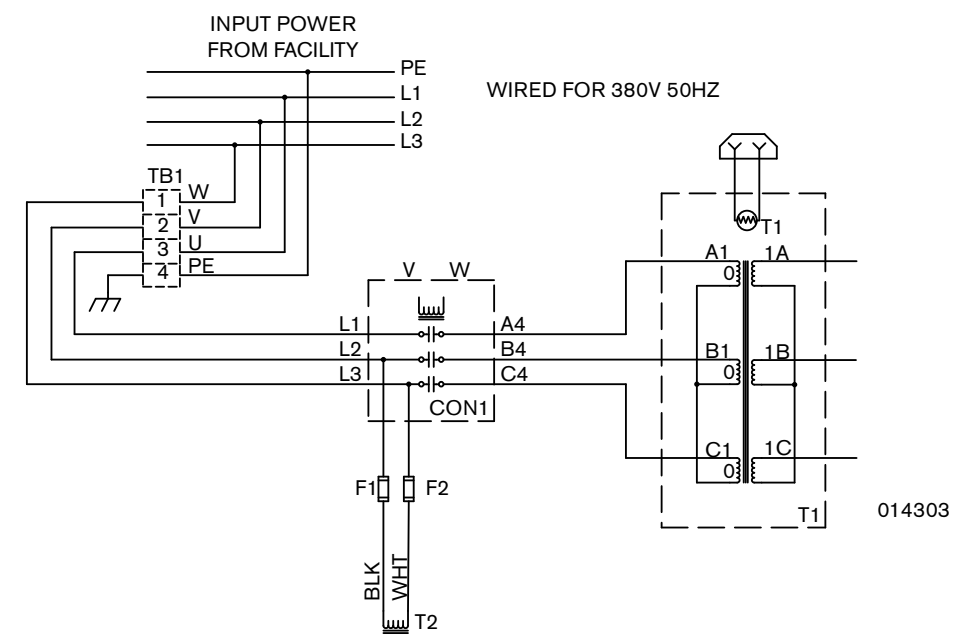 INPUT POWER
FROM FACILITY
PE
L1
L2
L3
WIRED FOR 380V 50HZ
TB1
1 W
2 V
3 U
4 PE
T1
V W
A1 1A
0
L1 A4
L2 B4
L3 C4
B1 1B
0
CON1
C1 1C
0
F1 F2
T1
014303
BLK
WHT
T2